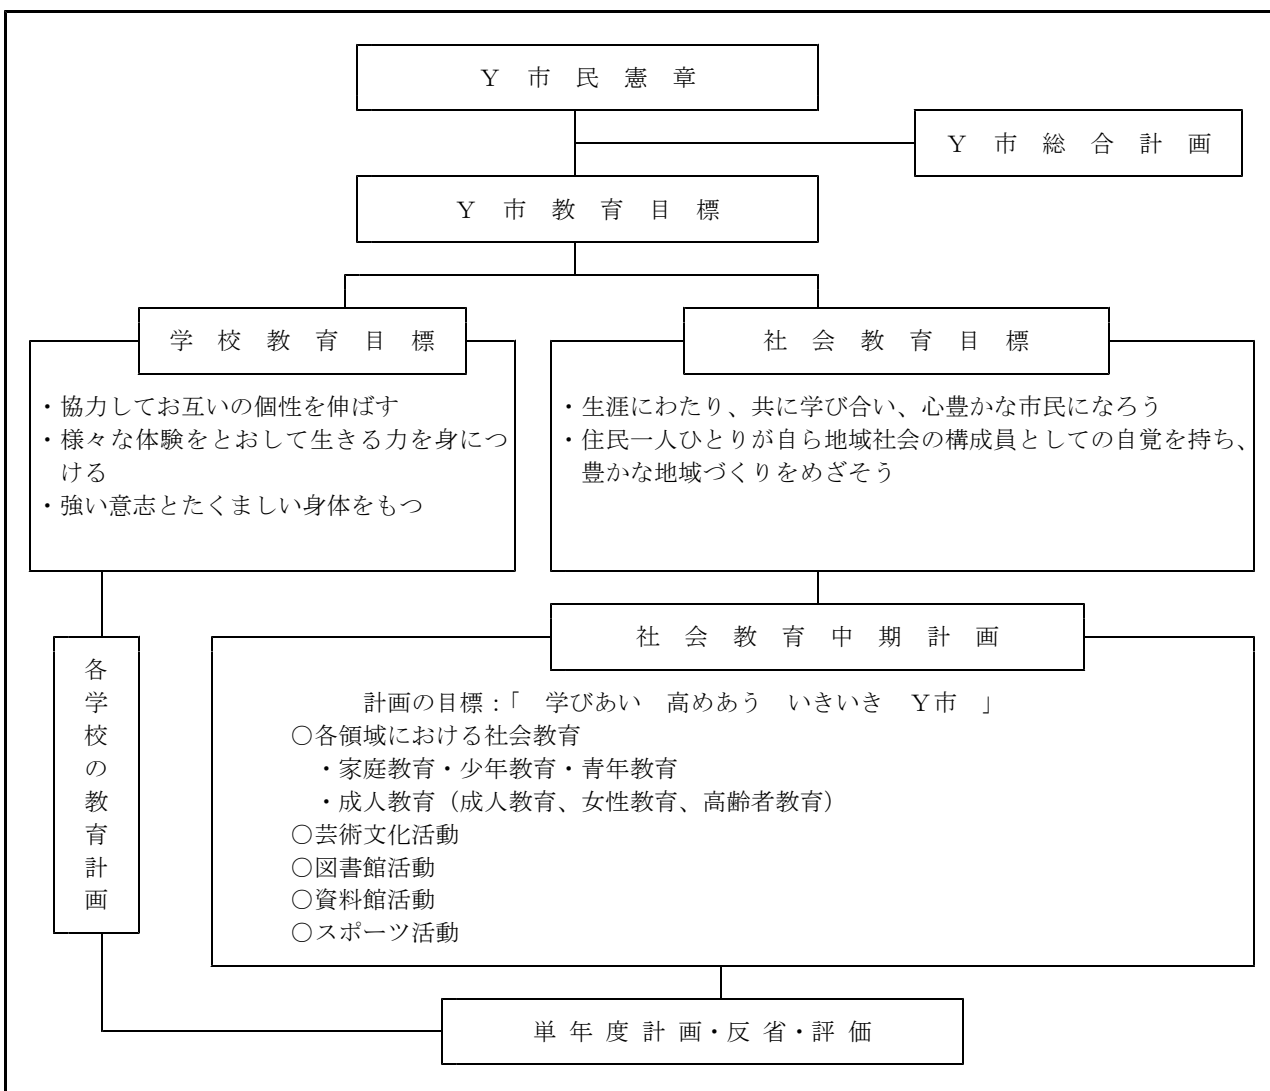 Y 市 民 憲 章
Y 市 総 合 計 画
Y 市 教 育 目 標
学 校 教 育 目 標
・協力してお互いの個性を伸ばす
・様々な体験をとおして生きる力を身につ
ける
・強い意志とたくましい身体をもつ
社 会 教 育 目 標
・生涯にわたり、共に学び合い、心豊かな市民になろう
・住民一人ひとりが自ら地域社会の構成員としての自覚を持ち、
豊かな地域づくりをめざそう
各学校の教育計画
社 会 教 育 中 期 計 画
計画の目標:「 学びあい 高めあう いきいき Y市 」
○各領域における社会教育
・家庭教育・少年教育・青年教育
・成人教育(成人教育、女性教育、高齢者教育)
○芸術文化活動
○図書館活動
○資料館活動
○スポーツ活動
単 年 度 計 画・反 省・評 価